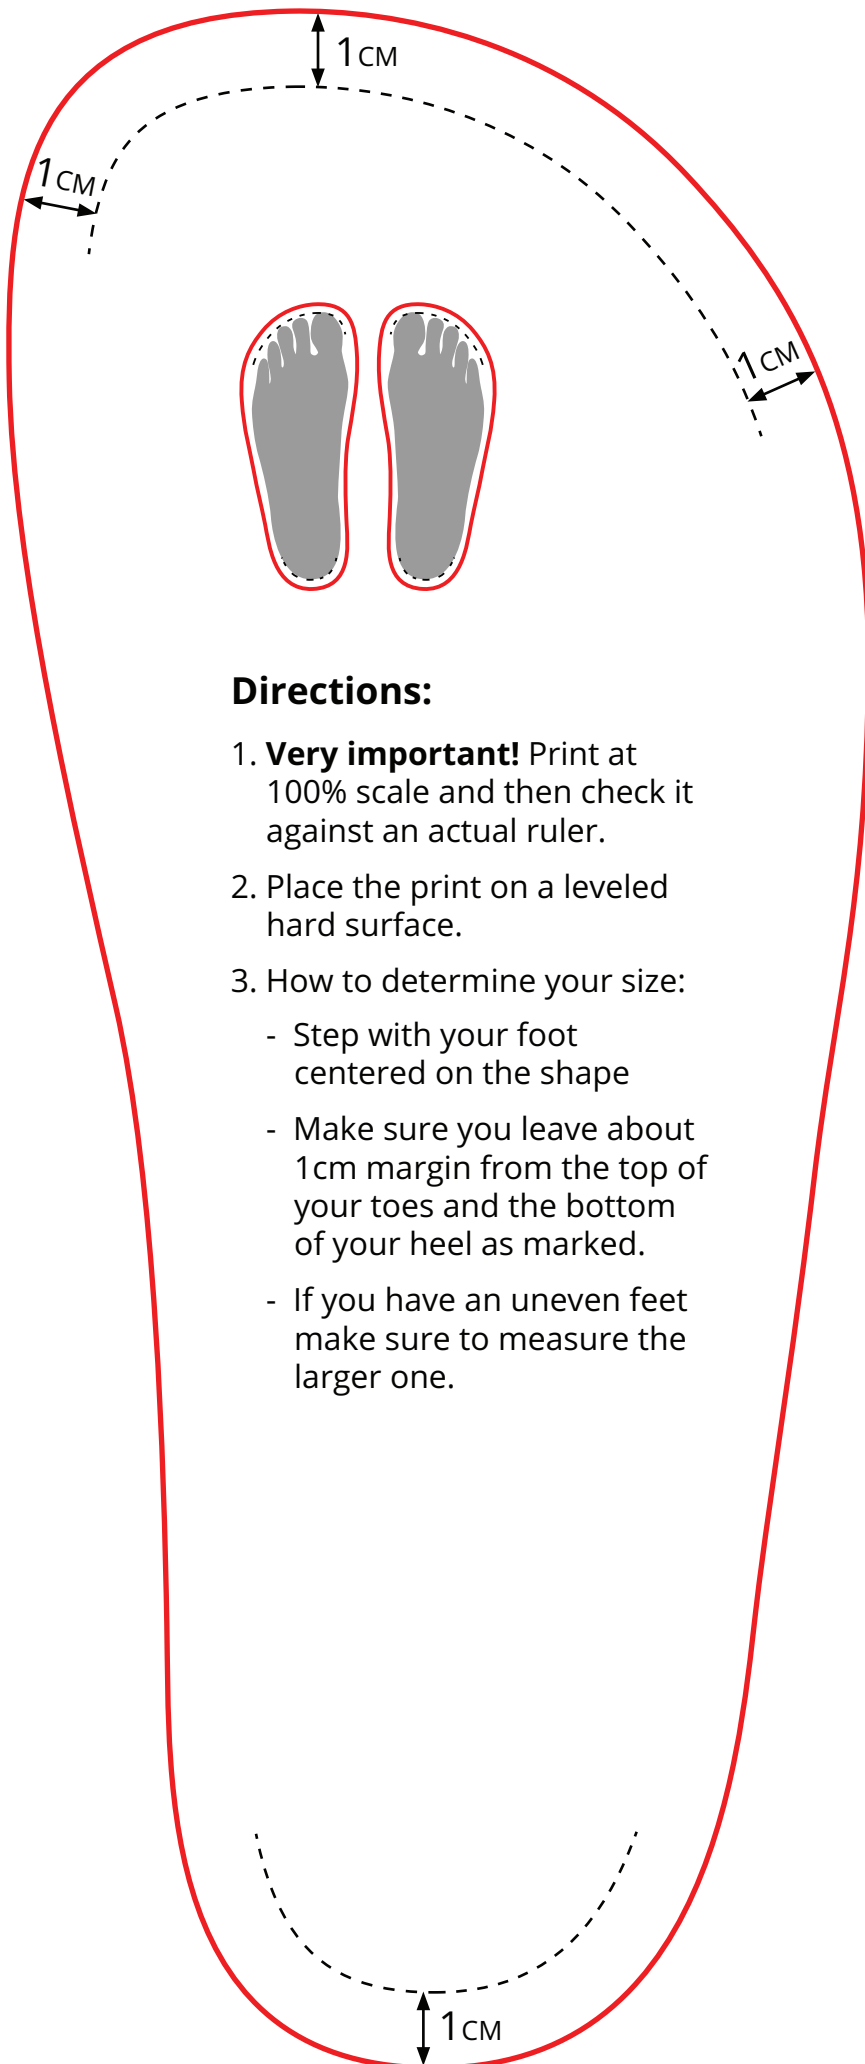 1CM
1CM
1CM
Directions:
1. Very important! Print at
100% scale and then check it
against an actual ruler.
2. Place the print on a leveled
hard surface.
3. How to determine your size:
- Step with your foot
centered on the shape
- Make sure you leave about
1cm margin from the top of
your toes and the bottom
of your heel as marked.
- If you have an uneven feet
make sure to measure the
larger one.
1CM